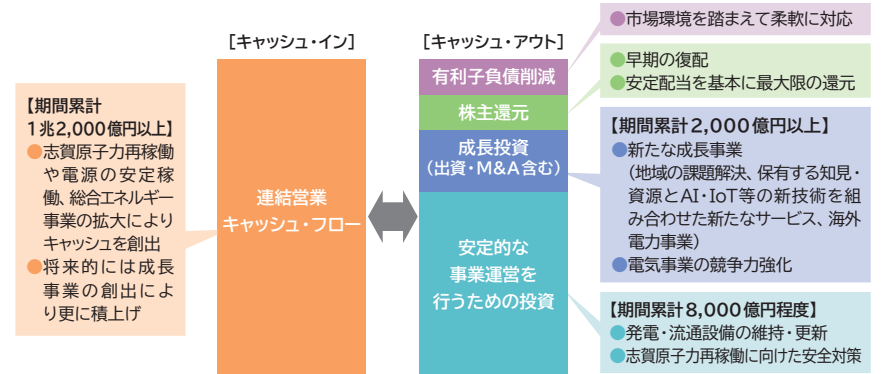 [キャッシュ・イン]
【期間累計
1兆2,000億円以上】
●志賀原子力再稼働
や電源の安定稼
働、総合エネルギー
事業の拡大により
キャッシュを創出
●将来的には成長
事業の創出によ
り更に積上げ
連結営業
キャッシュ・フロー
[キャッシュ・アウト]
有利子負債削減
株主還元
成長投資
(出資・M&A含む)
安定的な
事業運営を
行うための投資
●市場環境を踏まえて柔軟に対応
●早期の復配
●安定配当を基本に最大限の還元
【期間累計2,000億円以上】
●新たな成長事業
(地域の課題解決、保有する知見・
資源とAI・IoT等の新技術を組
み合わせた新たなサービス、海外
電力事業)
●電気事業の競争力強化
【期間累計8,000億円程度】
●発電・流通設備の維持・更新
●志賀原子力再稼働に向けた安全対策